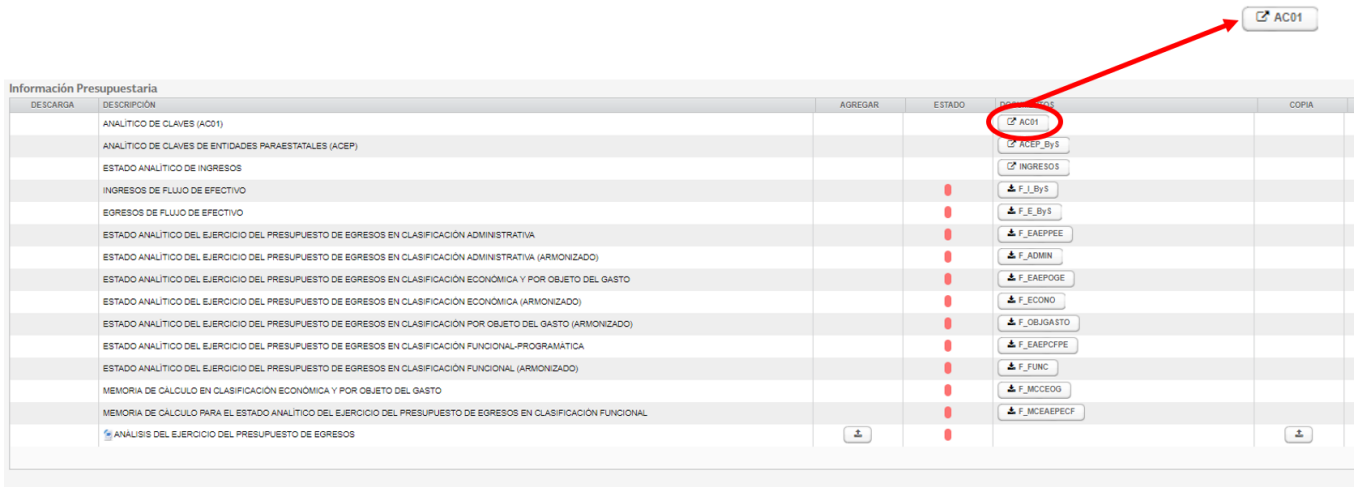 AC01
Información Presupuestaria
DESCARGA DESCRIPCIÓN AGREGAR ESTADO DOCUMENTOS COPIA
ANALÍTICO DE CLAVES (AC01) AC01
ANALÍTICO DE CLAVES DE ENTIDADES PARAESTATALES (ACEP) ACEP_ByS
ESTADO ANALÍTICO DE INGRESOS INGRESOS
INGRESOS DE FLUJO DE EFECTIVO F_I_ByS
EGRESOS DE FLUJO DE EFECTIVO F_E_ByS
ESTADO ANALÍTICO DEL EJERCICIO DEL PRESUPUESTO DE EGRESOS EN CLASIFICACIÓN ADMINISTRATIVA F_EAEPPEE
ESTADO ANALÍTICO DEL EJERCICIO DEL PRESUPUESTO DE EGRESOS EN CLASIFICACIÓN ADMINISTRATIVA (ARMONIZADO) F_ADMIN
ESTADO ANALÍTICO DEL EJERCICIO DEL PRESUPUESTO DE EGRESOS EN CLASIFICACIÓN ECONÓMICA Y POR OBJETO DEL GASTO F_EAEPOGE
ESTADO ANALÍTICO DEL EJERCICIO DEL PRESUPUESTO DE EGRESOS EN CLASIFICACIÓN ECONÓMICA (ARMONIZADO) F_ECONO
ESTADO ANALÍTICO DEL EJERCICIO DEL PRESUPUESTO DE EGRESOS EN CLASIFICACIÓN POR OBJETO DEL GASTO (ARMONIZADO) F_OBJGASTO
ESTADO ANALÍTICO DEL EJERCICIO DEL PRESUPUESTO DE EGRESOS EN CLASIFICACIÓN FUNCIONAL-PROGRAMÁTICA F_EAEPCFPE
ESTADO ANALÍTICO DEL EJERCICIO DEL PRESUPUESTO DE EGRESOS EN CLASIFICACIÓN FUNCIONAL (ARMONIZADO) F_FUNC
MEMORIA DE CÁLCULO EN CLASIFICACIÓN ECONÓMICA Y POR OBJETO DEL GASTO F_MCCEOG
MEMORIA DE CÁLCULO PARA EL ESTADO ANALÍTICO DEL EJERCICIO DEL PRESUPUESTO DE EGRESOS EN CLASIFICACIÓN FUNCIONAL F_MCEAEPECF
ANÁLISIS DEL EJERCICIO DEL PRESUPUESTO DE EGRESOS